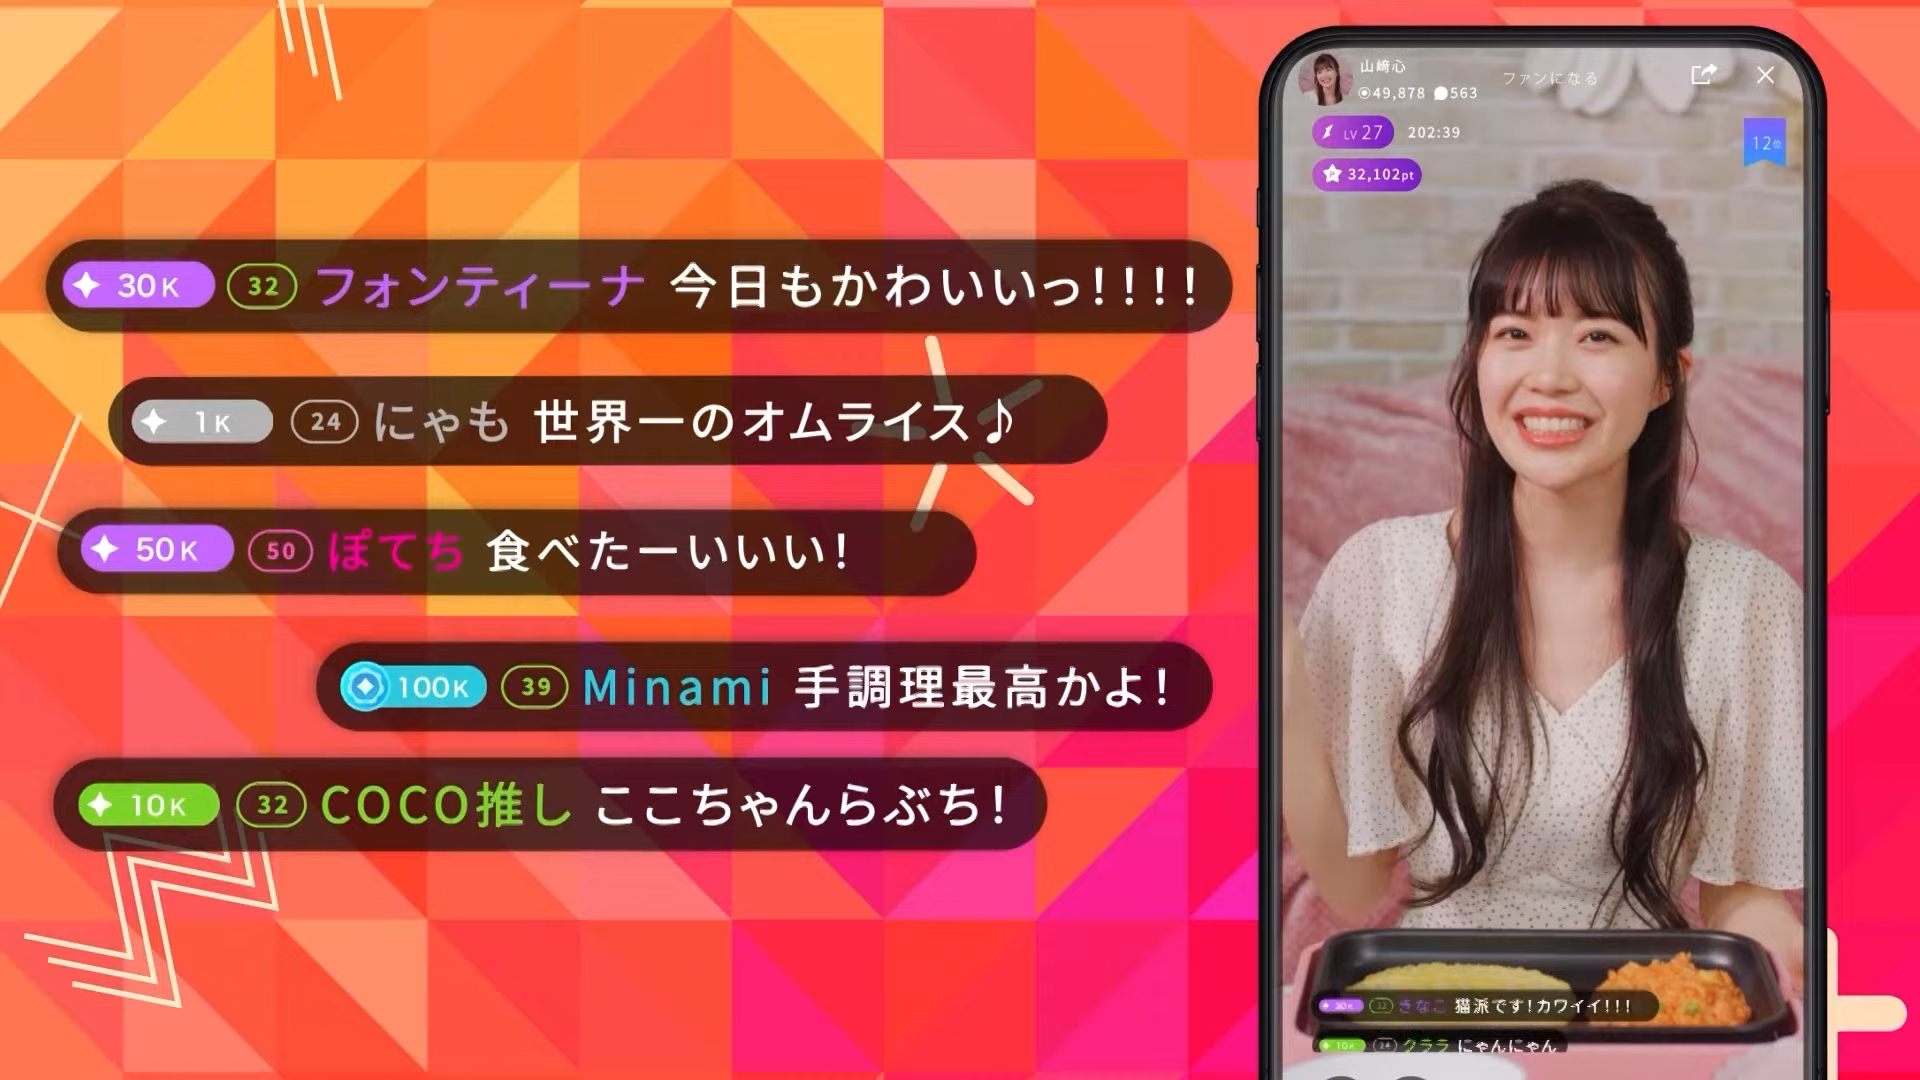 30K 32 フォンティーナ 今日もかわいいっ!!!!
1K 24 にゃも 世界一のオムライス♪
50K 50 ぽてち 食べたーいいい!
100K 39 Minami 手調理最高かよ!
10K 32 COCO推し ここちゃんらぶち!
山﨑心
49,878 563
ファンになる
LV 27 202:39
12位
P 32,102pt
30K 32 きなこ 猫派です!カワイイ!!!
10K 24 クララ にゃんにゃん